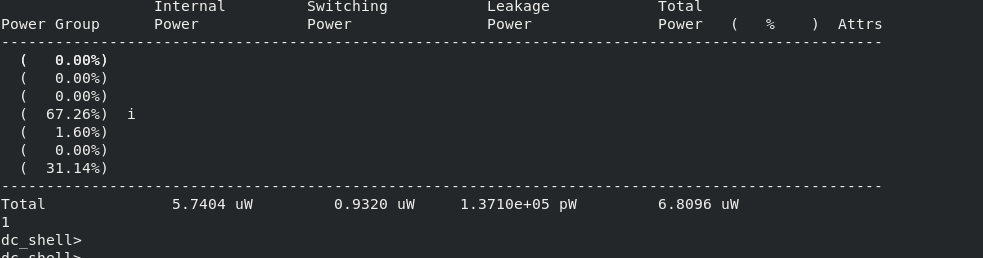 Internal         Switching           Leakage            Total
Power Group      Power            Power               Power              Power   (   %    )  Attrs
--------------------------------------------------------------------------------------------------
  (   0.00%)
  (   0.00%)
  (   0.00%)
  (  67.26%)  i
  (   1.60%)
  (   0.00%)
  (  31.14%)
--------------------------------------------------------------------------------------------------
Total              5.7404 uW         0.9320 uW     1.3710e+05 pW         6.8096 uW
1
dc_shell>
dc_shell>